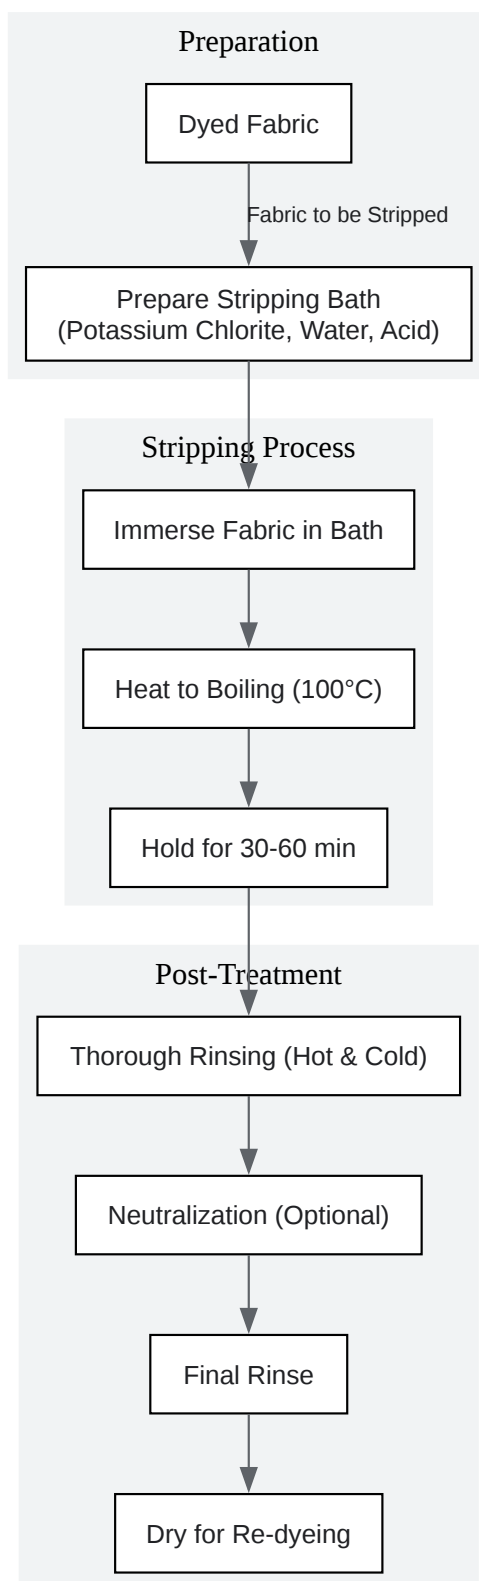 Preparation
Dyed Fabric
Fabric to be Stripped
Prepare Stripping Bath
(Potassium Chlorite, Water, Acid)
Stripping Process
Immerse Fabric in Bath
Heat to Boiling (100°C)
Hold for 30-60 min
Post-Treatment
Thorough Rinsing (Hot & Cold)
Neutralization (Optional)
Final Rinse
Dry for Re-dyeing